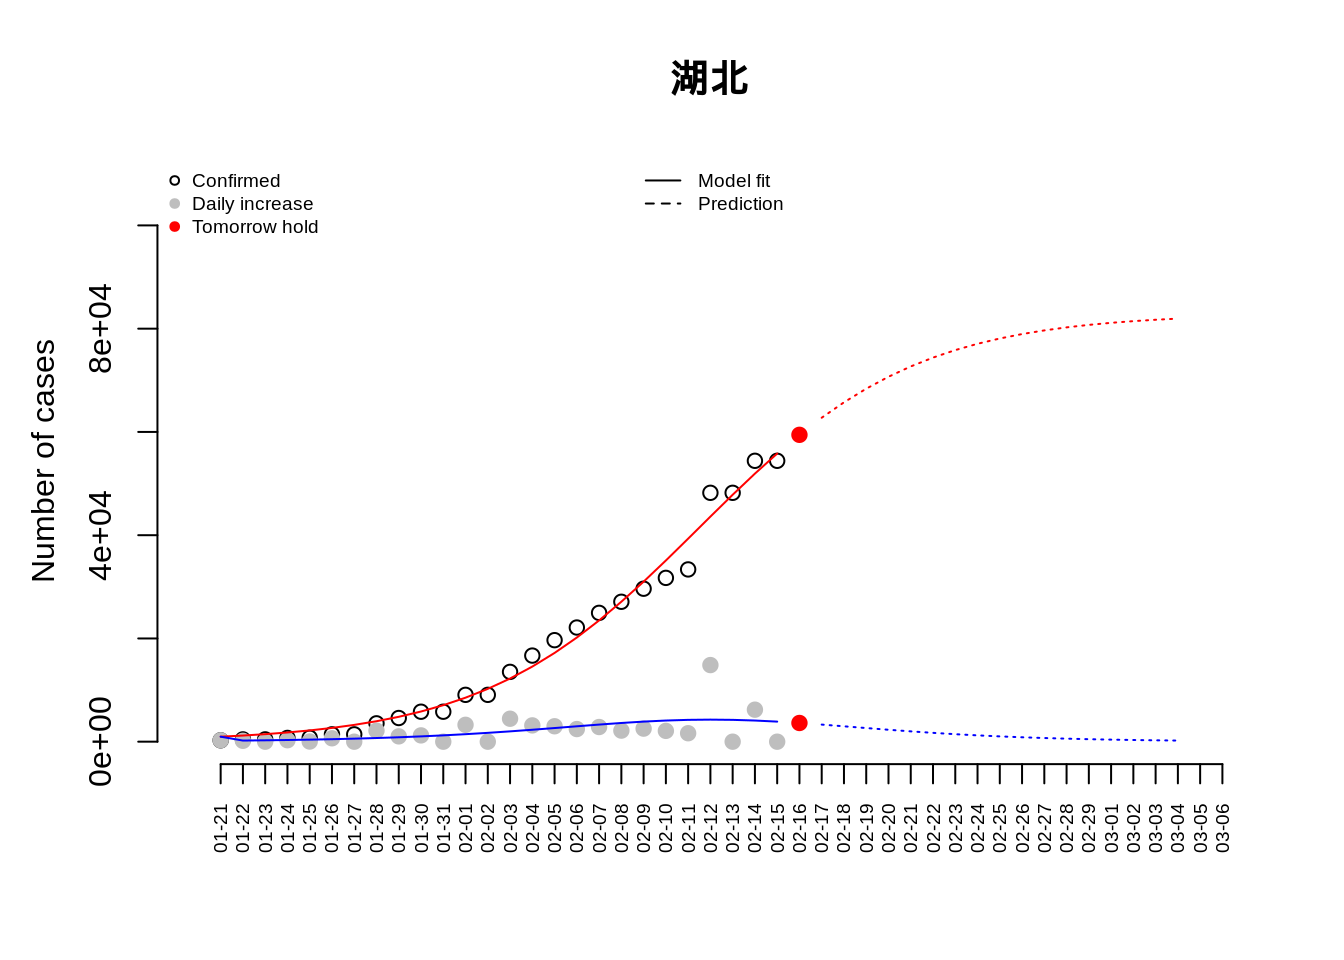 湖北
Confirmed
Daily increase
Tomorrow hold
Model fit
Prediction
Number of cases
8e+04
4e+04
0e+00
01-21 01-22 01-23 01-24 01-25 01-26 01-27 01-28 01-29 01-30 01-31 02-01 02-02 02-03 02-04 02-05 02-06 02-07 02-08 02-09 02-10 02-11 02-12 02-13 02-14 02-15 02-16 02-17 02-18 02-19 02-20 02-21 02-22 02-23 02-24 02-25 02-26 02-27 02-28 02-29 03-01 03-02 03-03 03-04 03-05 03-06